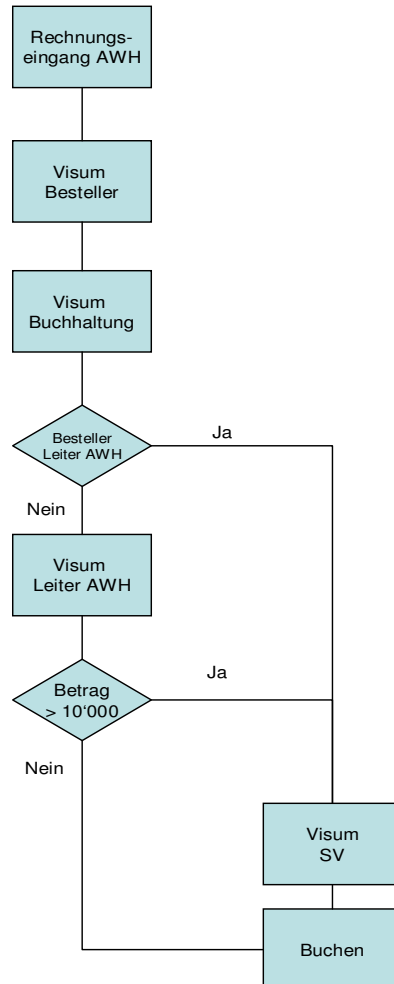 Rechnungs-
eingang AWH
Visum
Besteller
Visum
Buchhaltung
Besteller
Leiter AWH
Ja
Nein
Visum
Leiter AWH
Betrag
> 10‘000
Ja
Nein
Visum
SV
Buchen